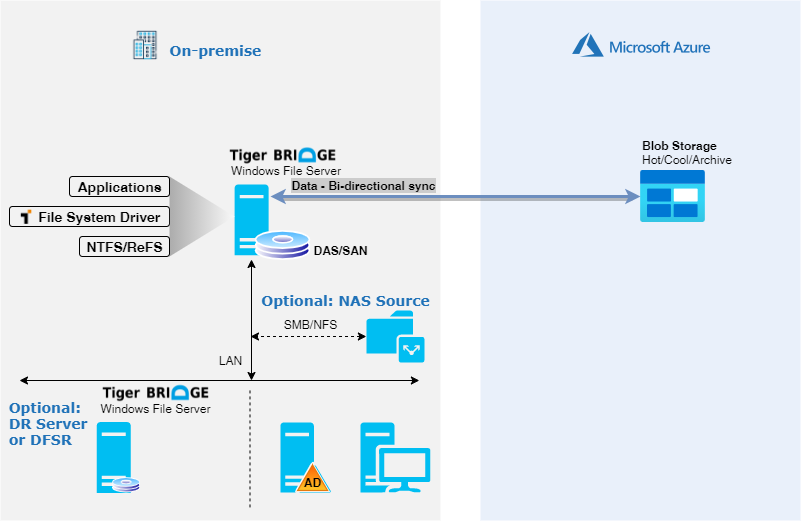 On-premise
Microsoft Azure
Tiger BRIDGE
Windows File Server
Blob Storage
Hot/Cool/Archive
Applications
File System Driver
NTFS/ReFS
Data - Bi-directional sync
DAS/SAN
Optional: NAS Source
SMB/NFS
LAN
Tiger BRIDGE
Windows File Server
Optional:
DR Server
or DFSR
AD